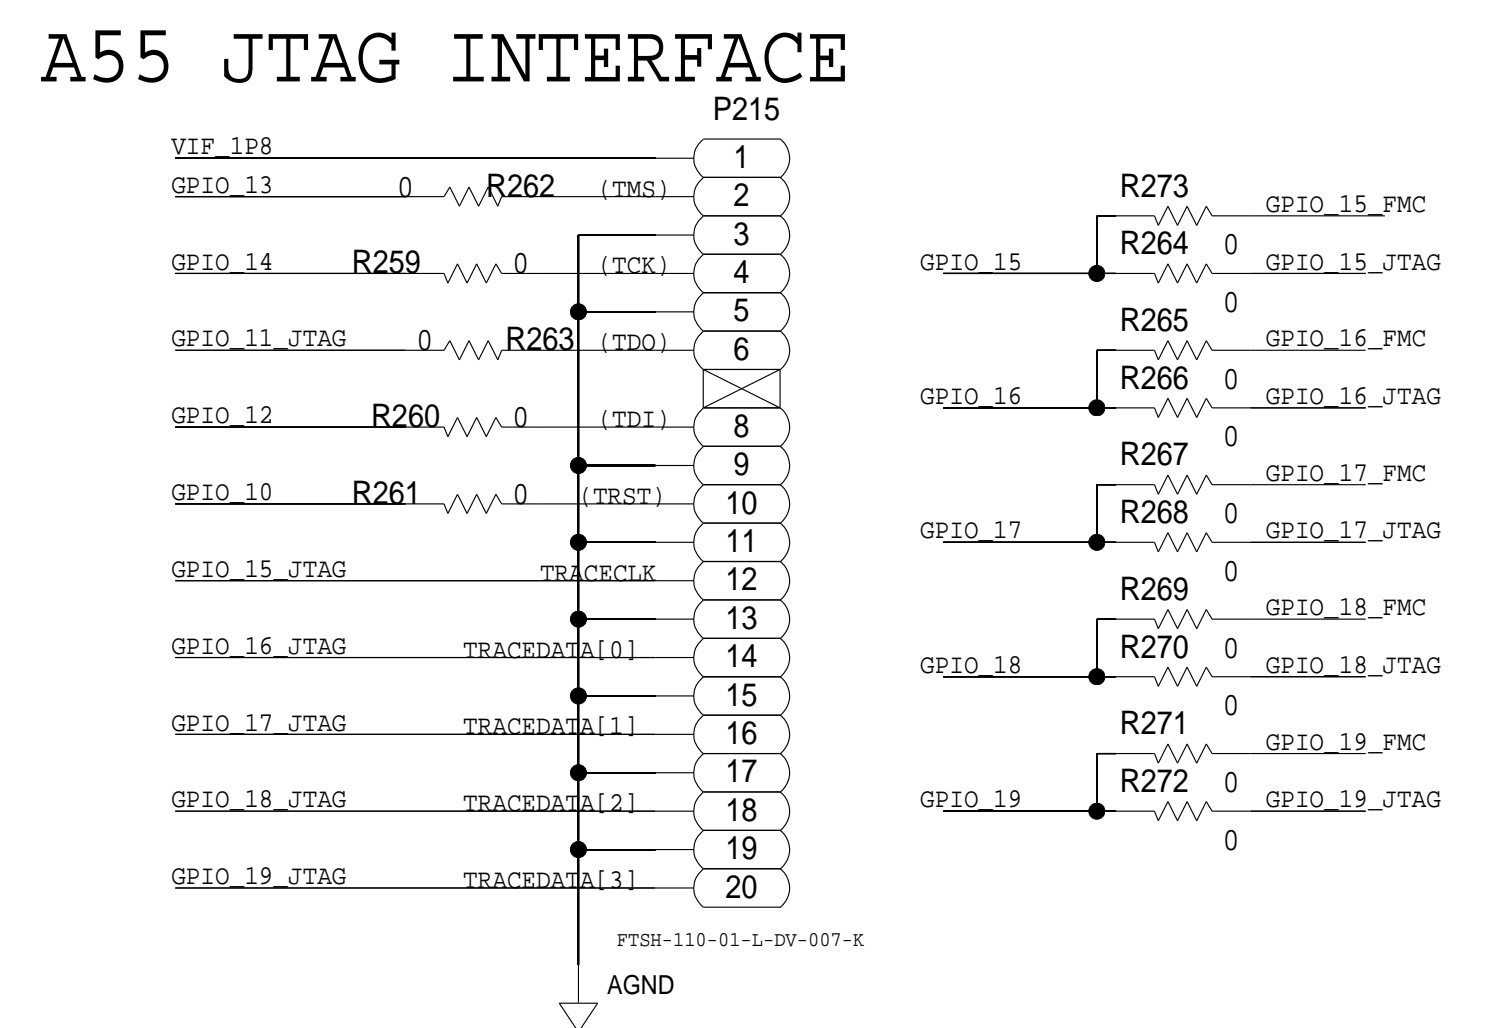 A55 JTAG INTERFACE
P215
VIF_1P8 1
GPIO_13 0 R262 (TMS) 2
3
GPIO_14 R259 0 (TCK) 4
5
GPIO_11_JTAG 0 R263 (TDO) 6
GPIO_12 R260 0 (TDI) 8
9
GPIO_10 R261 0 (TRST) 10
11
GPIO_15_JTAG TRACECLK 12
13
GPIO_16_JTAG TRACEDATA[0] 14
15
GPIO_17_JTAG TRACEDATA[1] 16
17
GPIO_18_JTAG TRACEDATA[2] 18
19
GPIO_19_JTAG TRACEDATA[3] 20
FTSH-110-01-L-DV-007-K
AGND
R273 GPIO_15_FMC
R264 0
GPIO_15 GPIO_15_JTAG
0
R265 GPIO_16_FMC
R266 0
GPIO_16 GPIO_16_JTAG
0
R267 GPIO_17_FMC
R268 0
GPIO_17 GPIO_17_JTAG
0
R269 GPIO_18_FMC
R270 0
GPIO_18 GPIO_18_JTAG
0
R271 GPIO_19_FMC
R272 0
GPIO_19 GPIO_19_JTAG
0